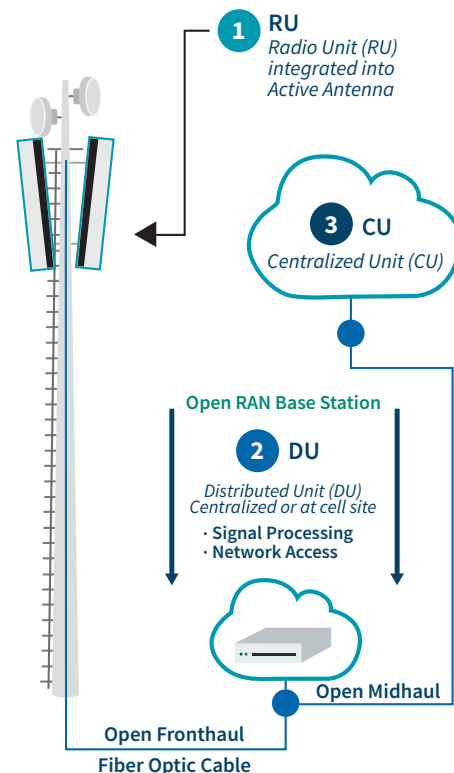 1 RU
Radio Unit (RU)
integrated into
Active Antenna
3 CU
Centralized Unit (CU)
Open RAN Base Station
2 DU
Distributed Unit (DU)
Centralized or at cell site
· Signal Processing
· Network Access
Open Midhaul
Open Fronthaul
Fiber Optic Cable